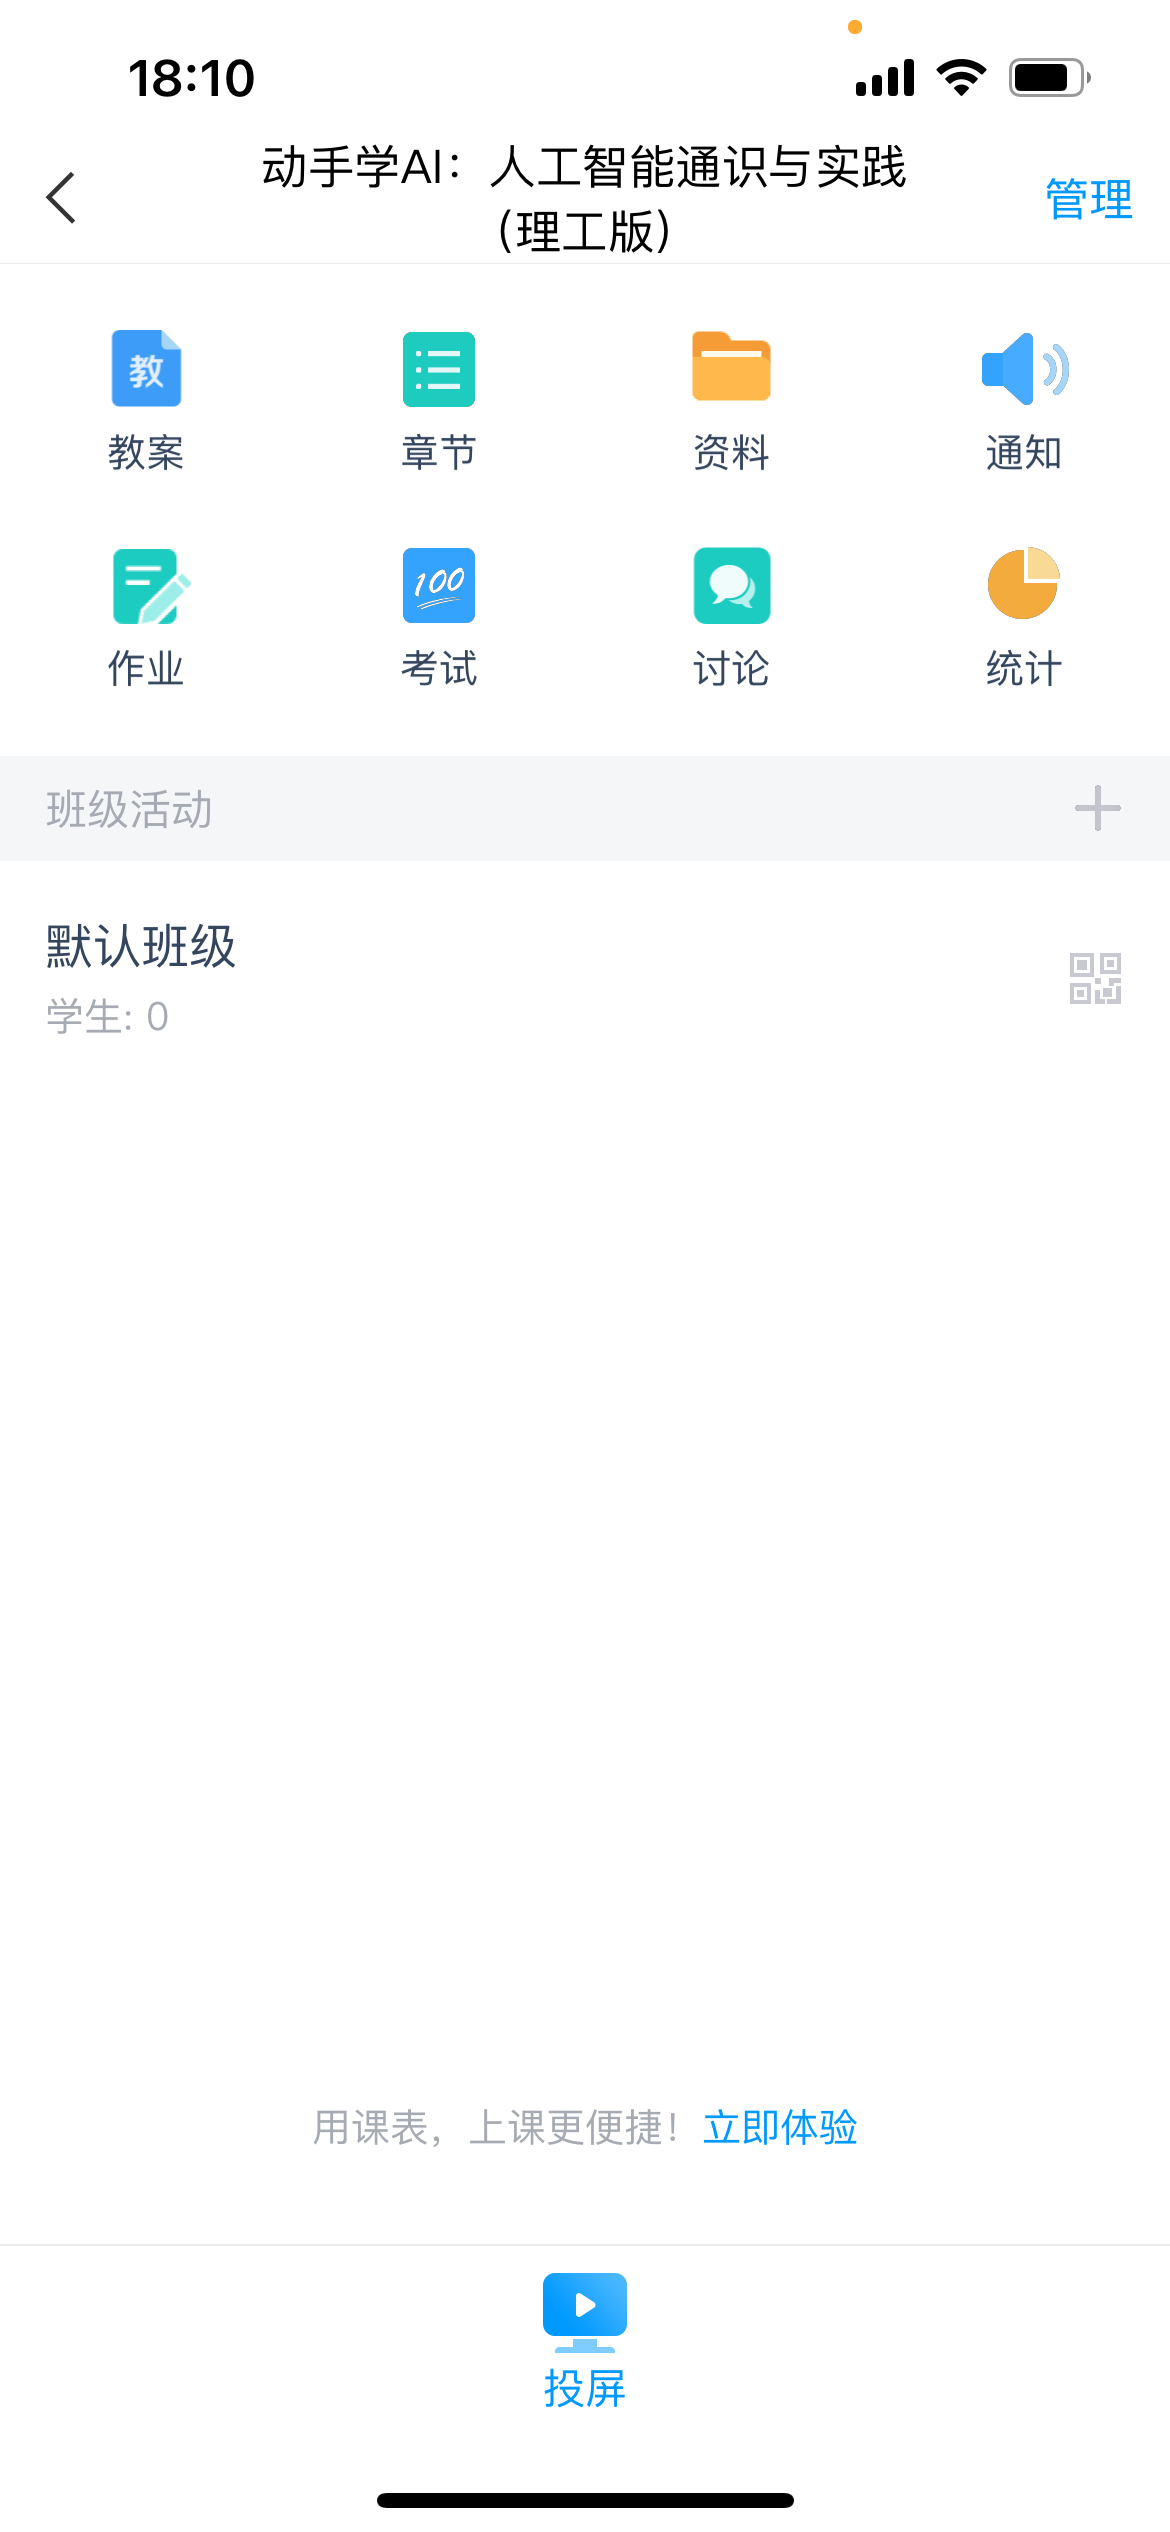 18:10
动手学AI：人工智能通识与实践
(理工版)
管理
教
教案
章节
资料
通知
100
作业
考试
讨论
统计
班级活动
默认班级
学生: 0
用课表，上课更便捷！立即体验
投屏